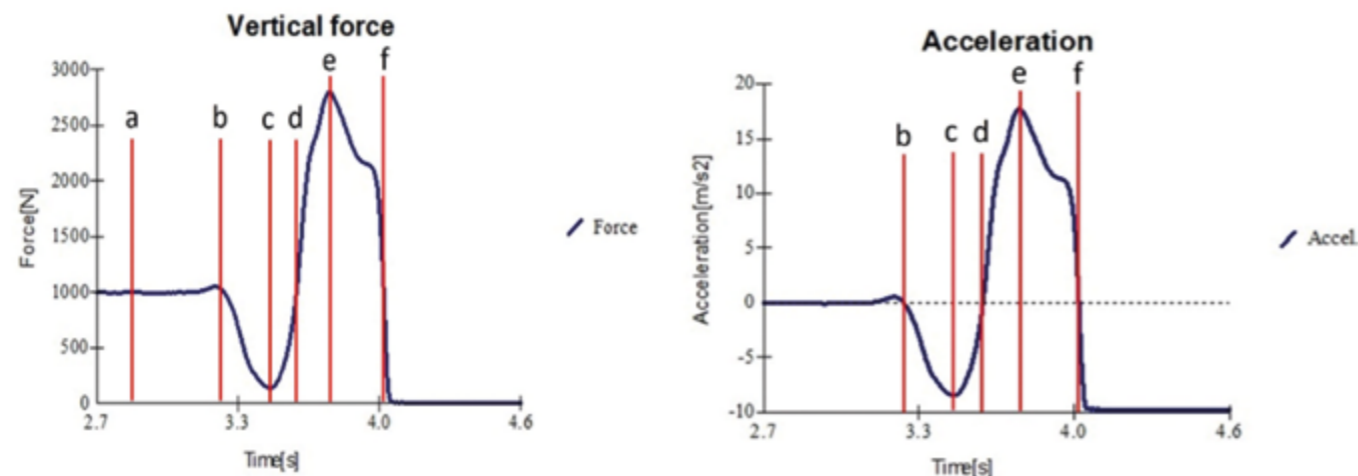 Vertical force
3000
2500
2000
1500
1000
500
0
Force[N]
a
b
c
d
e
f
2.7
3.3
4.0
4.6
Time[s]
Force
Acceleration
20
15
10
5
0
-5
-10
Acceleration[m/s2]
b
c
d
e
f
2.7
3.3
4.0
4.6
Time[s]
Accel.